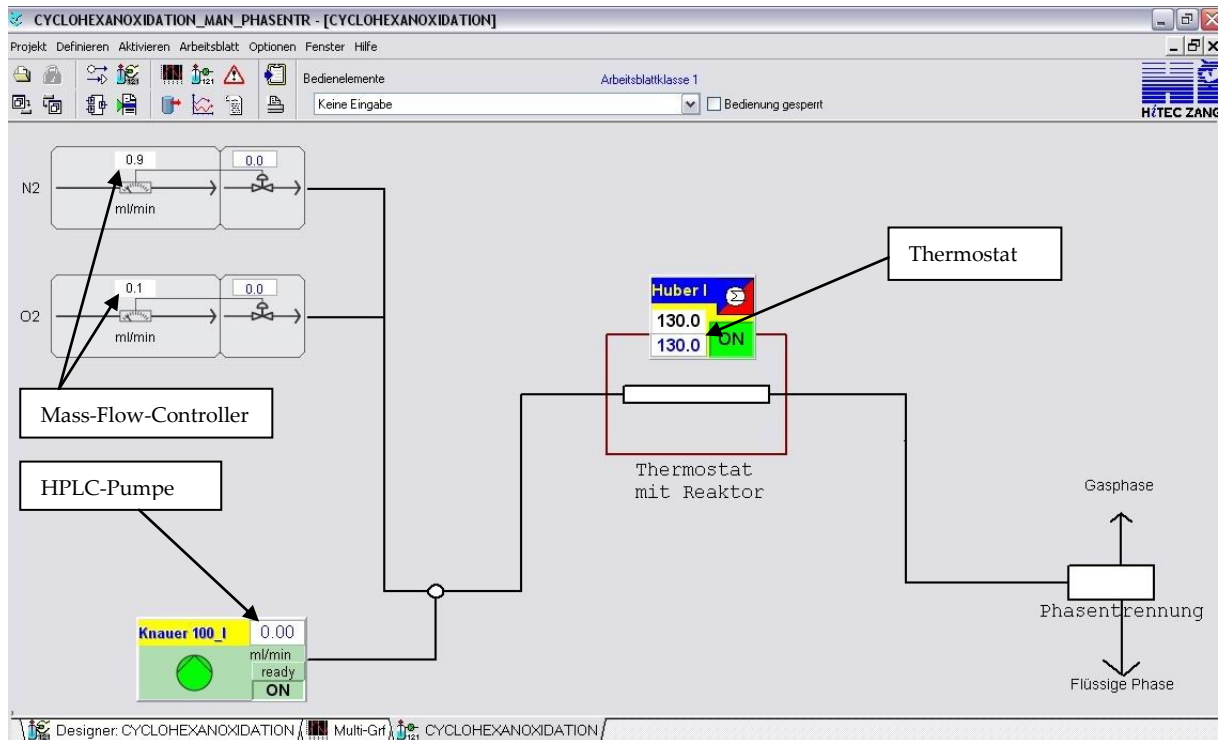 CYCLOHEXANOXIDATION_MAN_PHASENTR - [CYCLOHEXANOXIDATION]
Projekt Definieren Aktivieren Arbeitsblatt Optionen Fenster Hilfe
Bedienelemente
Arbeitsblattklasse 1
Keine Eingabe
Bedienung gesperrt
HiTEC ZANG
N2
0.9
0.0
ml/min
O2
0.1
0.0
ml/min
Mass-Flow-Controller
HPLC-Pumpe
Thermostat
Huber I
130.0
130.0
ON
Thermostat
mit Reaktor
Knauer 100_I
0.00
ml/min
ready
ON
Gasphase
Phasentrennung
Flüssige Phase
Designer: CYCLOHEXANOXIDATION Multi-Grf CYCLOHEXANOXIDATION